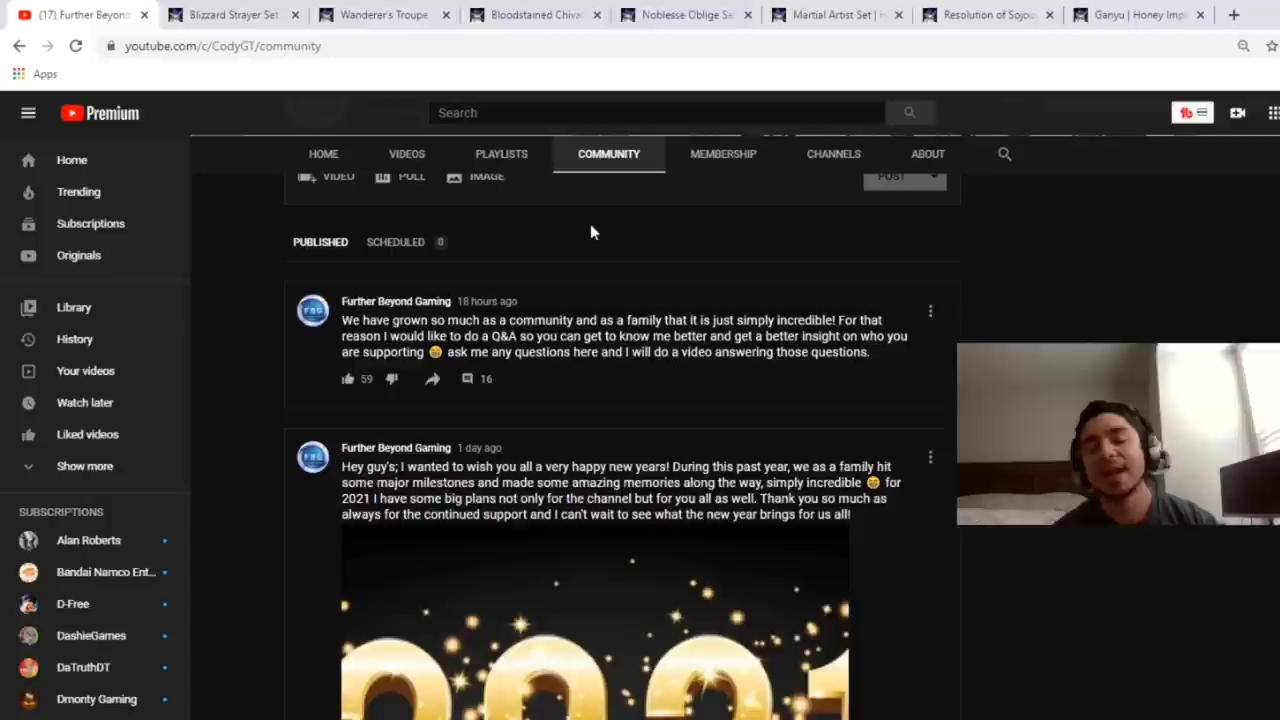 (17) Further Beyond
Blizzard Strayer Set
Wanderer's Troupe
Bloodstained Chiva
Noblesse Oblige Se
Martial Artist Set | H
Resolution of Sojou
Ganyu | Honey Imp
youtube.com/c/CodyGT/community
Apps
Premium
Search
HOME VIDEOS PLAYLISTS COMMUNITY MEMBERSHIP CHANNELS ABOUT
VIDEO POLL IMAGE POST
PUBLISHED SCHEDULED 0
Home
Trending
Subscriptions
Originals
Library
History
Your videos
Watch later
Liked videos
Show more
SUBSCRIPTIONS
Alan Roberts
Bandai Namco Ent...
D-Free
DashieGames
DaTruthDT
Dmonty Gaming
FBG
Further Beyond Gaming 18 hours ago
We have grown so much as a community and as a family that it is just simply incredible! For that
reason I would like to do a Q&A so you can get to know me better and get a better insight on who you
are supporting 😁 ask me any questions here and I will do a video answering those questions.
59 16
FBG
Further Beyond Gaming 1 day ago
Hey guy's; I wanted to wish you all a very happy new years! During this past year, we as a family hit
some major milestones and made some amazing memories along the way, simply incredible 😁 for
2021 I have some big plans not only for the channel but for you all as well. Thank you so much as
always for the continued support and I can't wait to see what the new year brings for us all!
2021